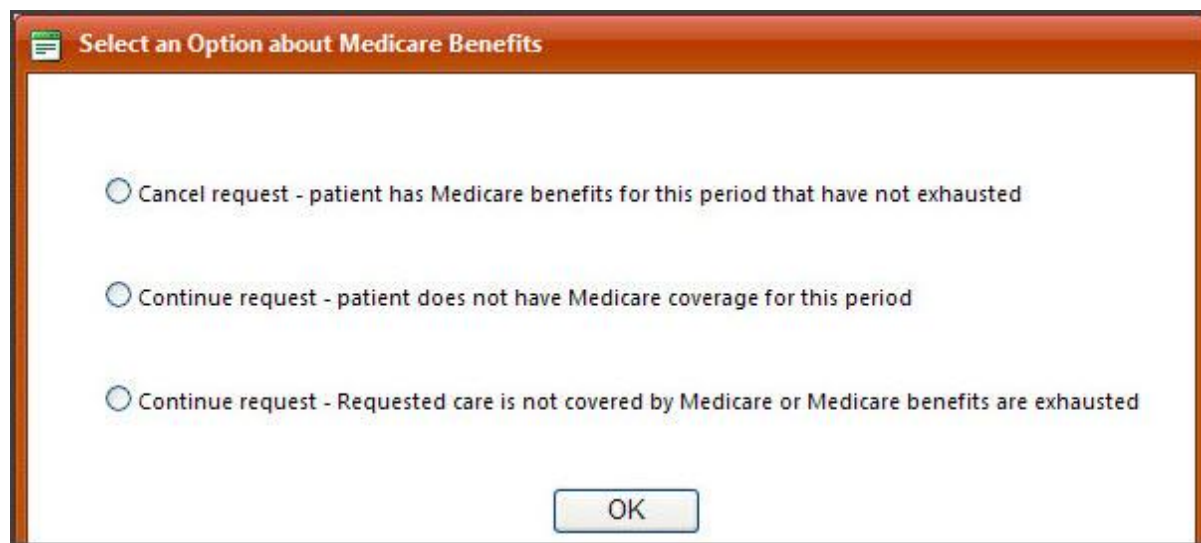 Select an Option about Medicare Benefits
Cancel request - patient has Medicare benefits for this period that have not exhausted
Continue request - patient does not have Medicare coverage for this period
Continue request - Requested care is not covered by Medicare or Medicare benefits are exhausted
OK